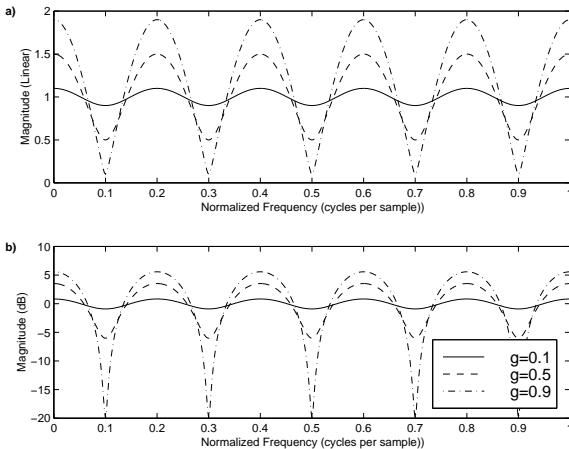 a)
2
1.5
1
0.5
0
Magnitude (Linear)
0 0.1 0.2 0.3 0.4 0.5 0.6 0.7 0.8 0.9 1
Normalized Frequency (cycles per sample))
b)
10
5
0
−5
−10
−15
−20
Magnitude (dB)
g=0.1
g=0.5
g=0.9
0 0.1 0.2 0.3 0.4 0.5 0.6 0.7 0.8 0.9 1
Normalized Frequency (cycles per sample))